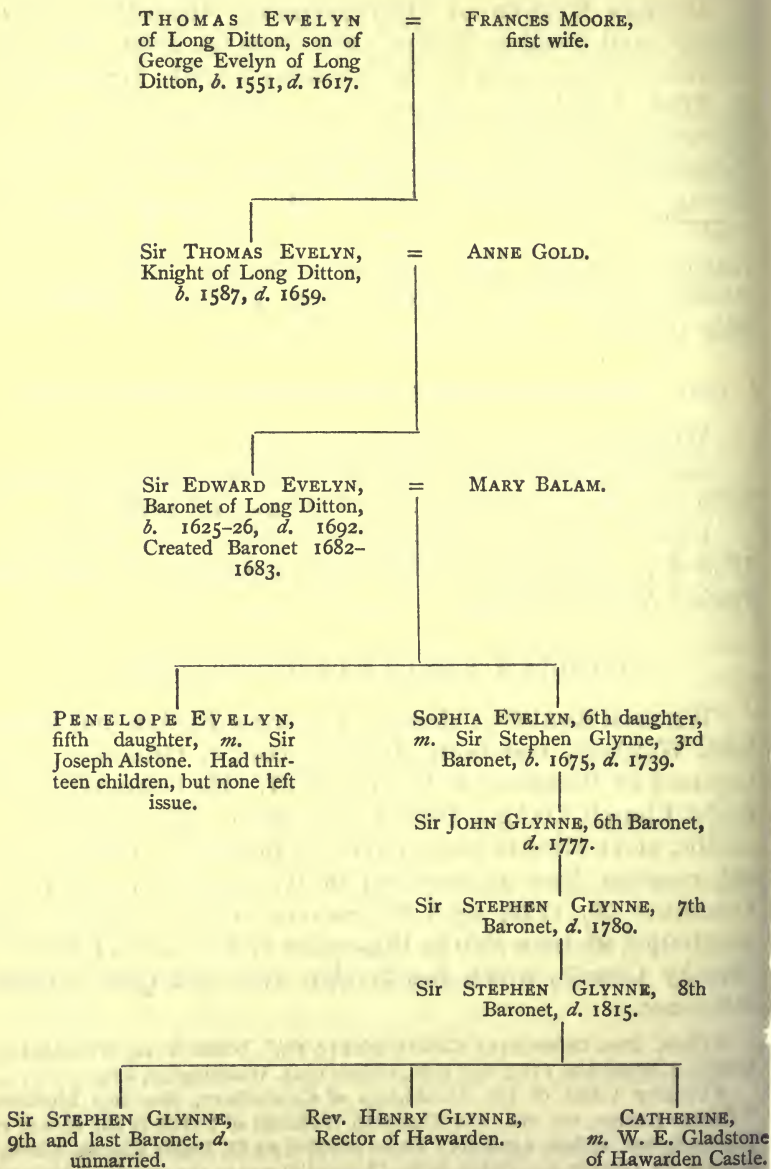 THOMAS EVELYN
of Long Ditton, son of
George Evelyn of Long
Ditton, b. 1551, d. 1617.
=
FRANCES MOORE,
first wife.
Sir THOMAS EVELYN,
Knight of Long Ditton,
b. 1587, d. 1659.
=
ANNE GOLD.
Sir EDWARD EVELYN,
Baronet of Long Ditton,
b. 1625-26, d. 1692.
Created Baronet 1682-
1683.
=
MARY BALAM.
PENELOPE EVELYN,
fifth daughter, m. Sir
Joseph Alstone. Had thir-
teen children, but none left
issue.
SOPHIA EVELYN, 6th daughter,
m. Sir Stephen Glynne, 3rd
Baronet, b. 1675, d. 1739.
Sir JOHN GLYNNE, 6th Baronet,
d. 1777.
Sir STEPHEN GLYNNE, 7th
Baronet, d. 1780.
Sir STEPHEN GLYNNE, 8th
Baronet, d. 1815.
Sir STEPHEN GLYNNE,
9th and last Baronet, d.
unmarried.
Rev. HENRY GLYNNE,
Rector of Hawarden.
CATHERINE,
m. W. E. Gladstone
of Hawarden Castle.